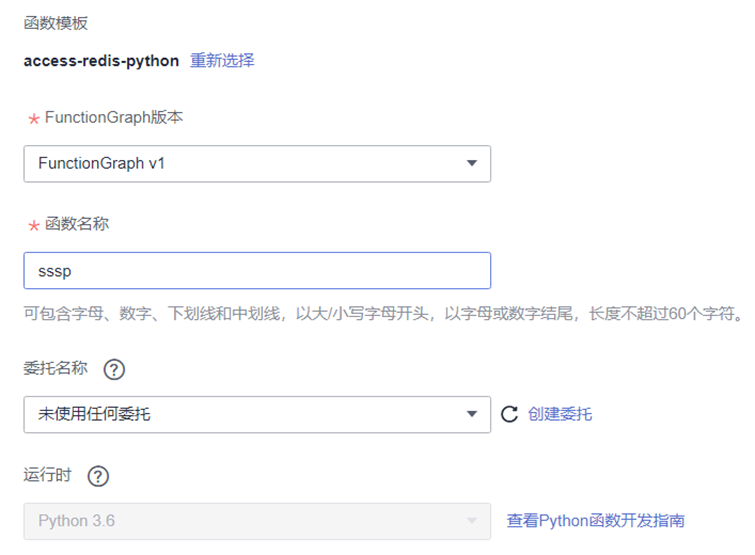 函数模板
access-redis-python 重新选择
* FunctionGraph版本
FunctionGraph v1
* 函数名称
sssp
可包含字母、数字、下划线和中划线，以大/小写字母开头，以字母或数字结尾，长度不超过60个字符。
委托名称 ?
未使用任何委托 创建委托
运行时 ?
Python 3.6 查看Python函数开发指南